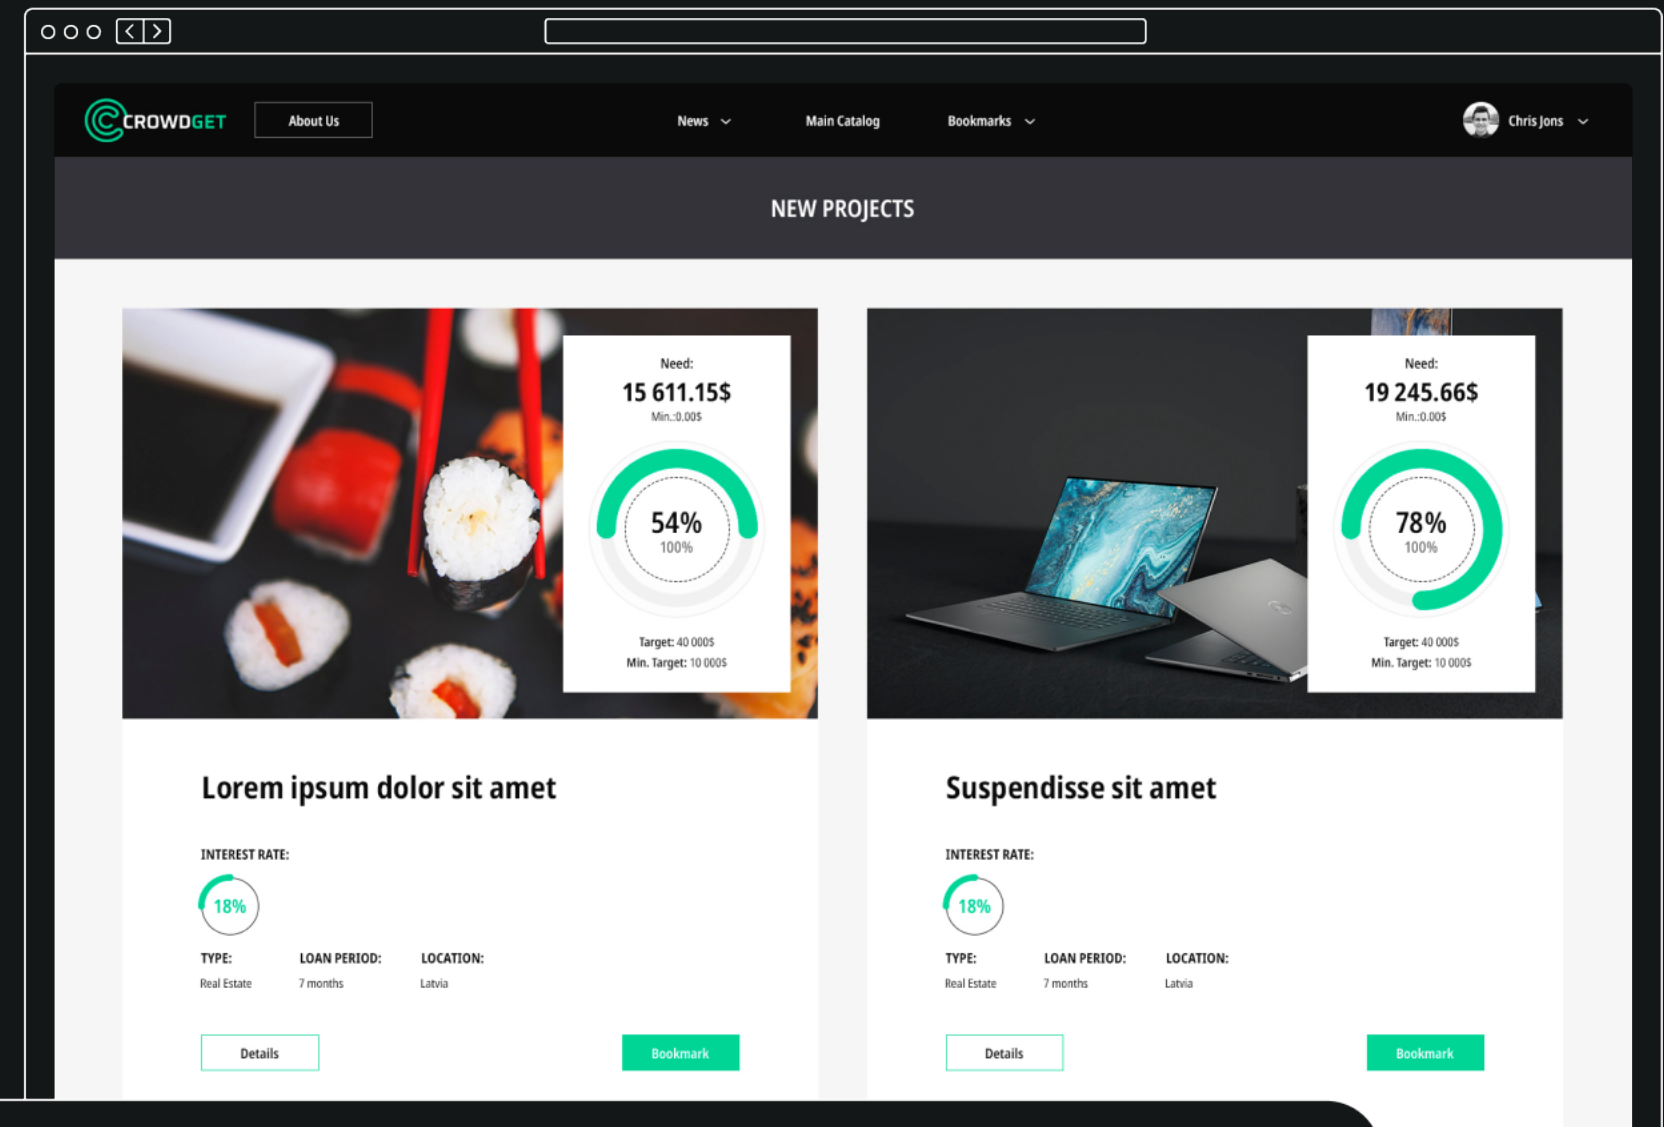 CROWDGET
About Us
News
Main Catalog
Bookmarks
Chris Jons
NEW PROJECTS
Need:
15 611.15$
Min.:0.00$
54%
100%
Target: 40 000$
Min. Target: 10 000$
Need:
19 245.66$
Min.:0.00$
78%
100%
Target: 40 000$
Min. Target: 10 000$
Lorem ipsum dolor sit amet
INTEREST RATE:
18%
TYPE: LOAN PERIOD: LOCATION:
Real Estate 7 months Latvia
Details Bookmark
Suspendisse sit amet
INTEREST RATE:
18%
TYPE: LOAN PERIOD: LOCATION:
Real Estate 7 months Latvia
Details Bookmark